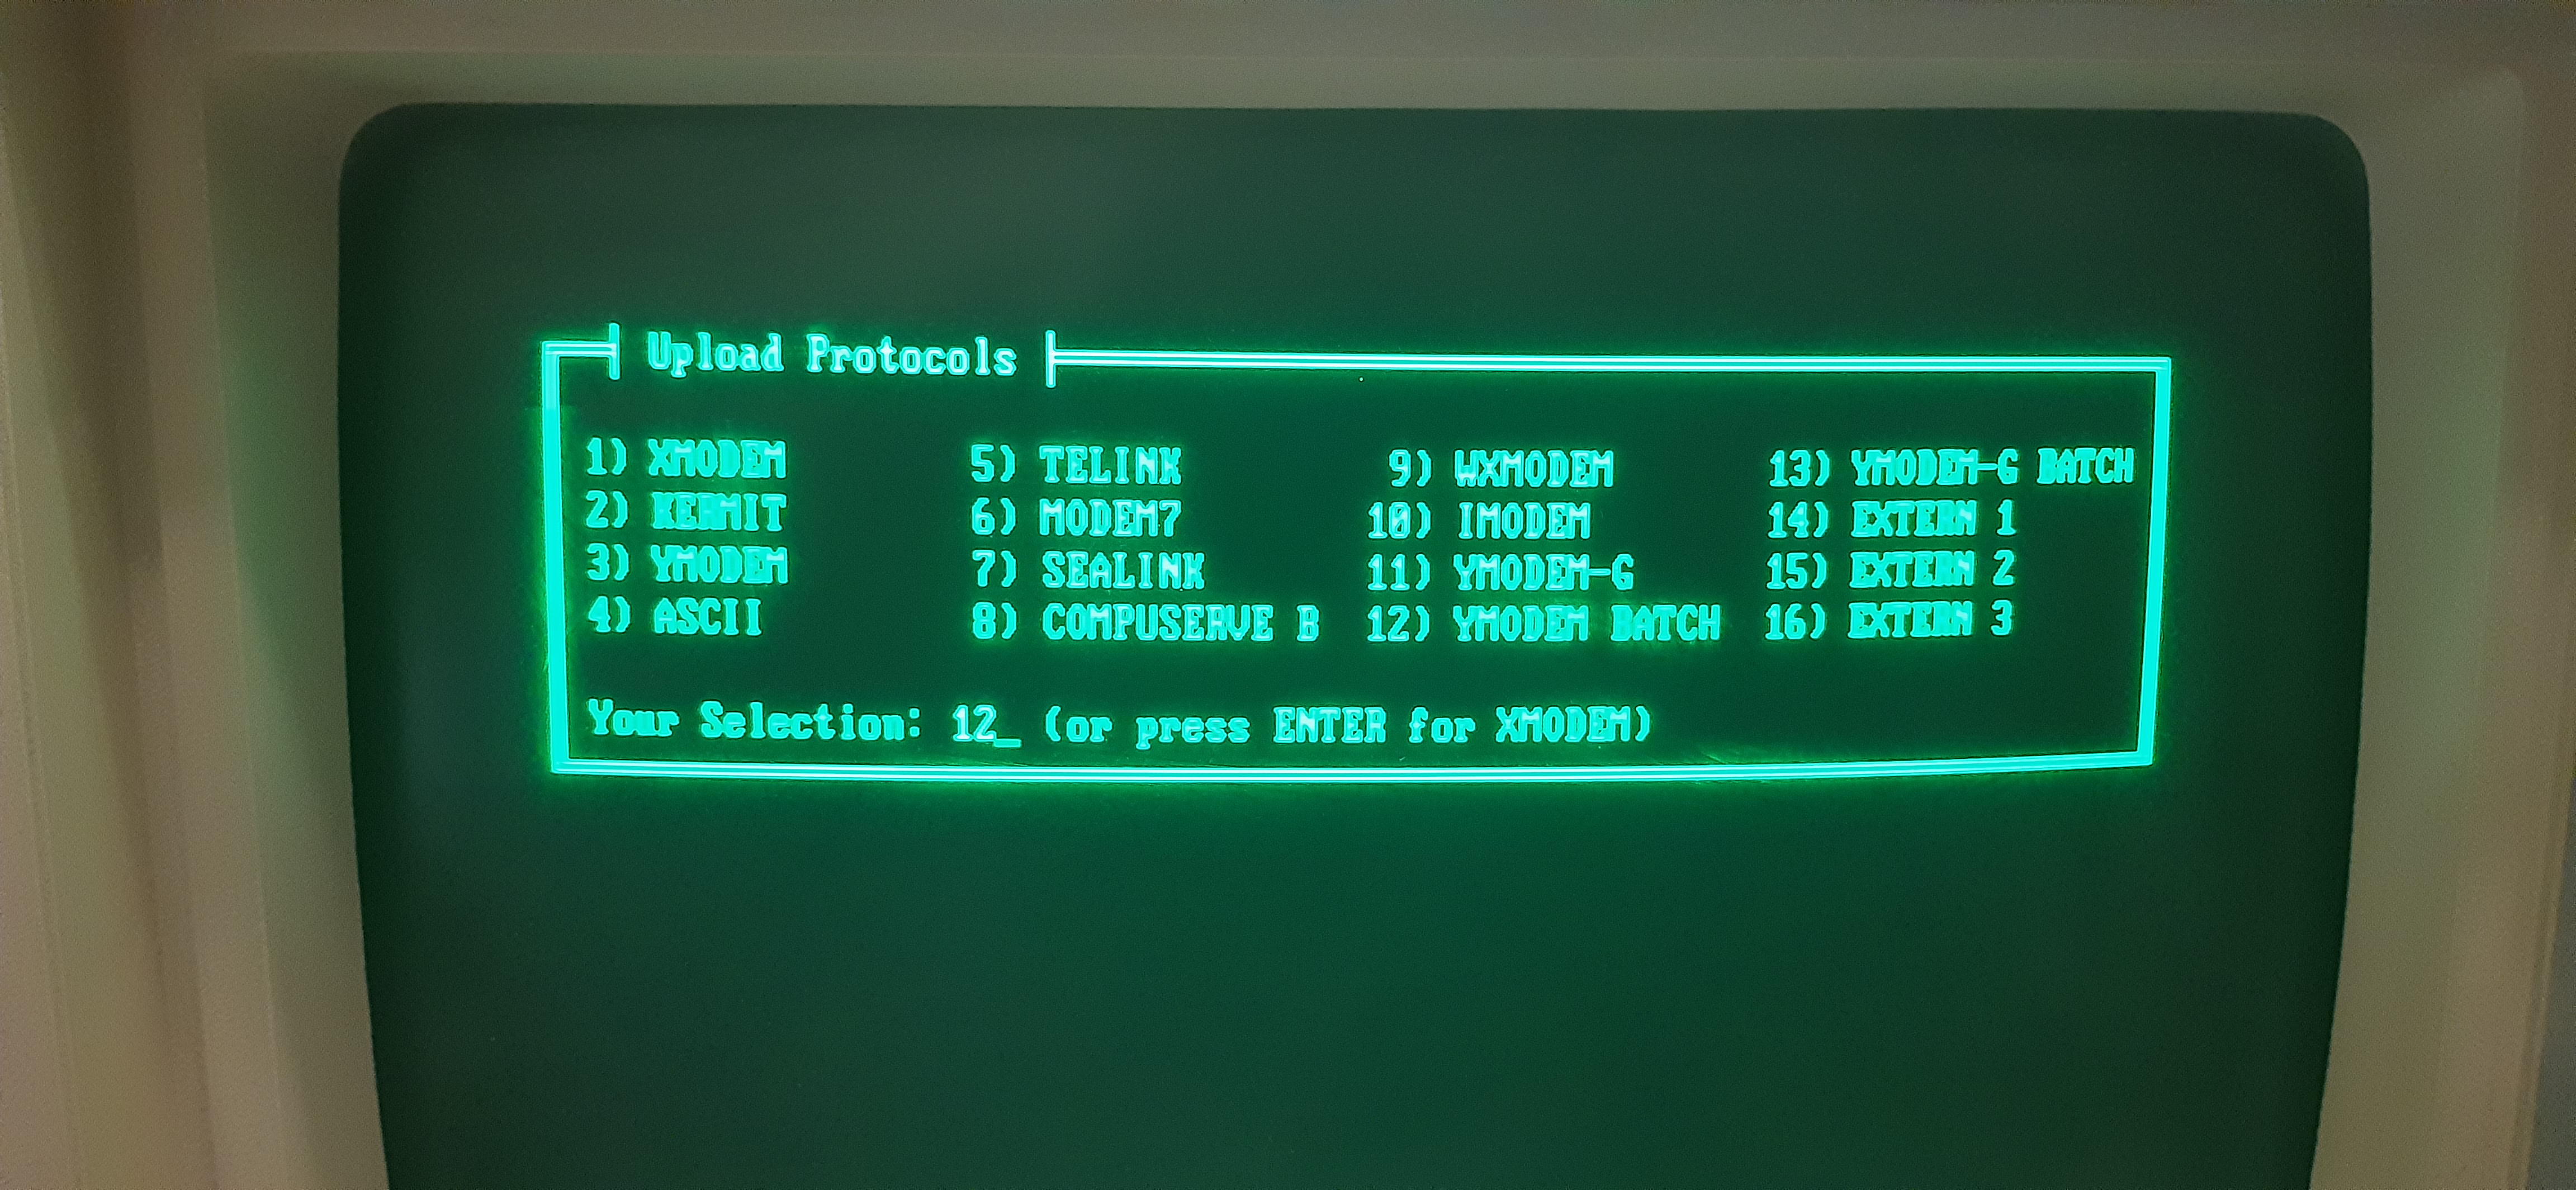 Upload Protocols
1) XMODEM 5) TELINK 9) WXMODEM 13) YMODEM-G BATCH
2) KERMIT 6) MODEM7 10) IMODEM 14) EXTERN 1
3) YMODEM 7) SEALINK 11) YMODEM-G 15) EXTERN 2
4) ASCII 8) COMPUSERVE B 12) YMODEM BATCH 16) EXTERN 3
Your Selection: 12_ (or press ENTER for XMODEM)